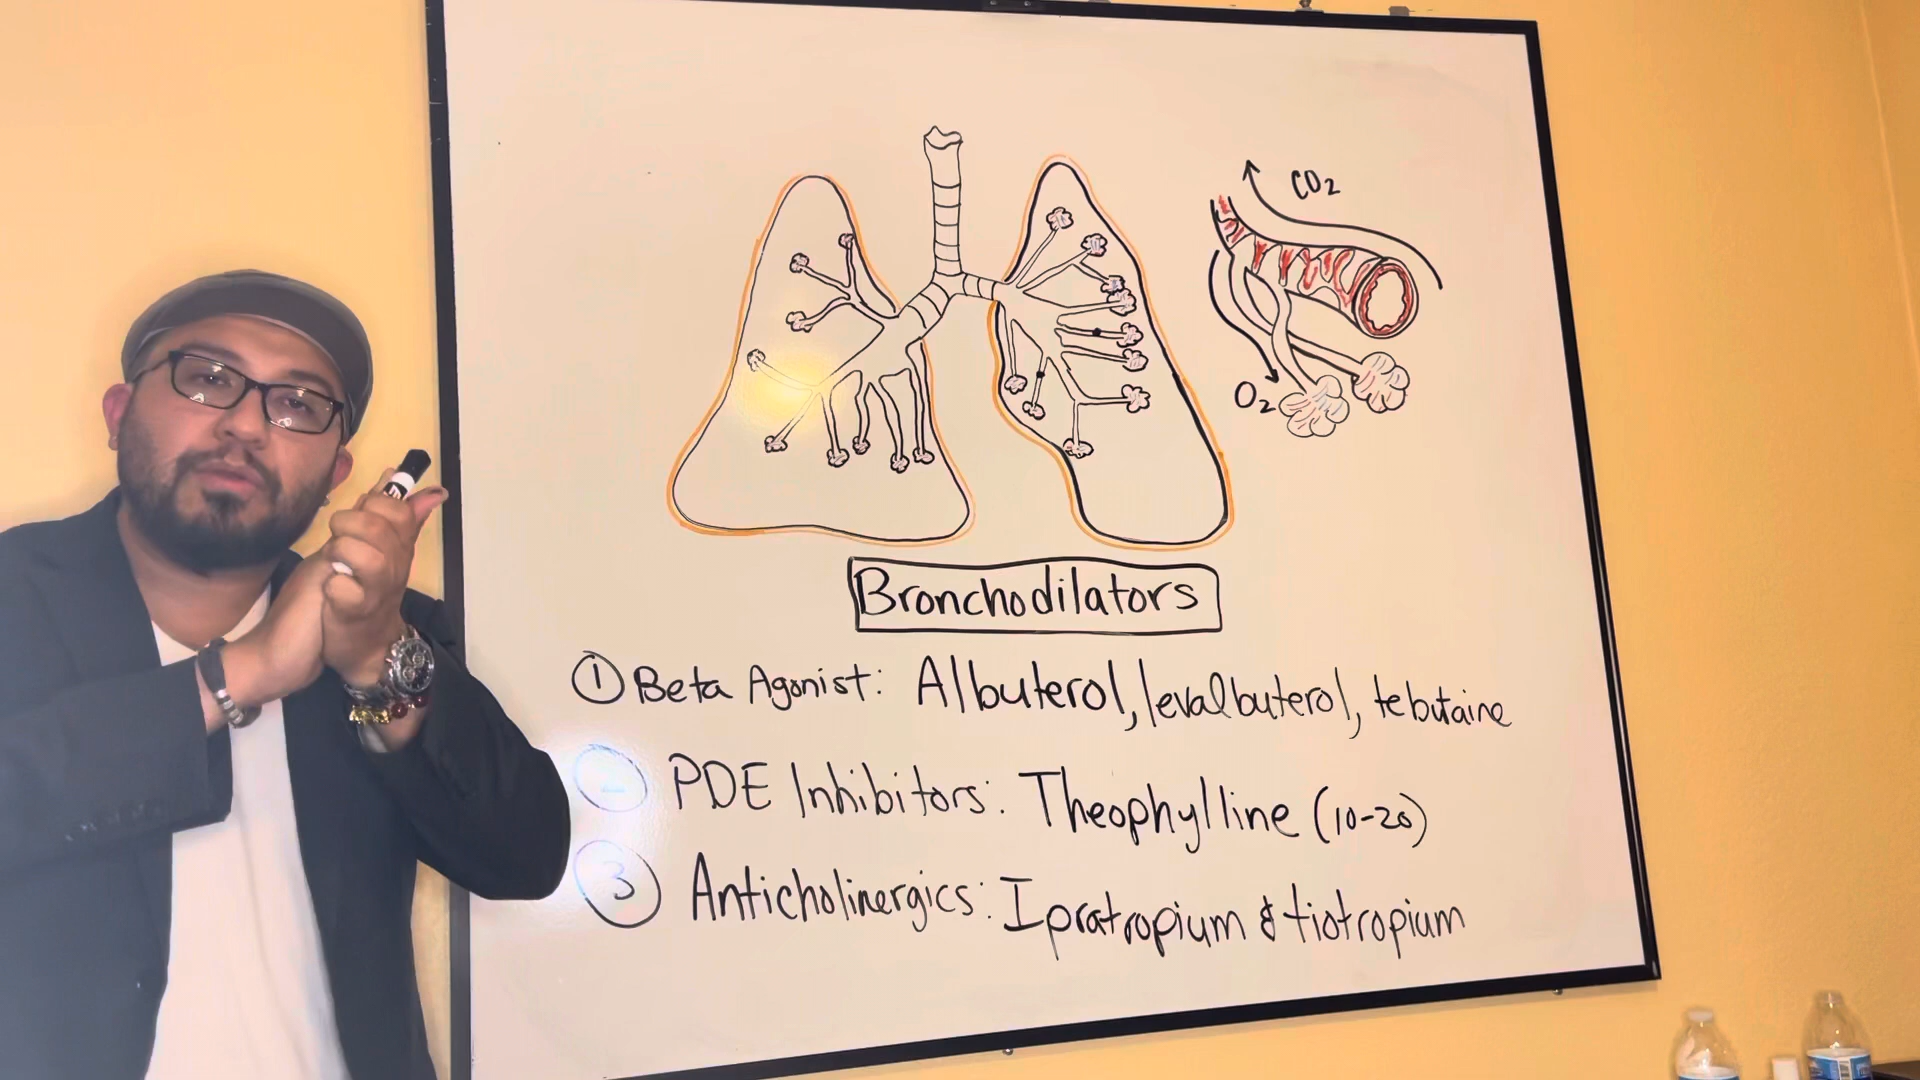 CO2
O2
Bronchodilators
1 Beta Agonist: Albuterol, levalbuterol, tebutaine
2 PDE Inhibitors: Theophylline (10-20)
3 Anticholinergics: Ipratropium & tiotropium